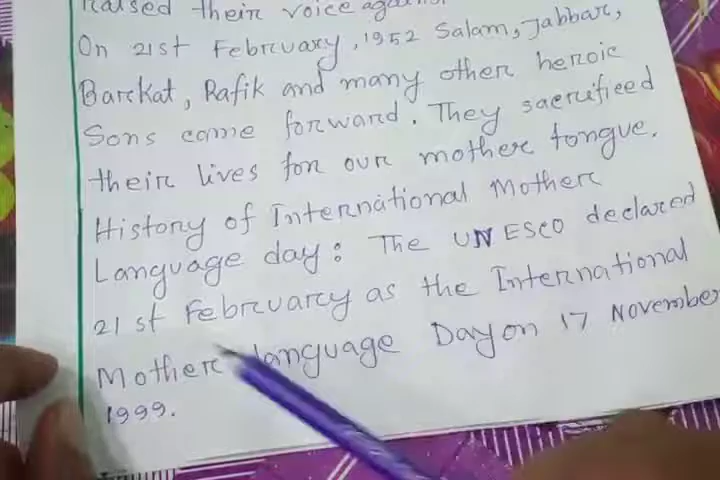 raised their voice against
On 21st February, 1952 Salam, Jabbar,
Barkat, Rafik and many other heroic
Sons came forward. They sacrificed
their lives for our mother tongue.
History of International Mother
Language day: The UNESCO declared
21st February as the International
Mother language Day on 17 November
1999.